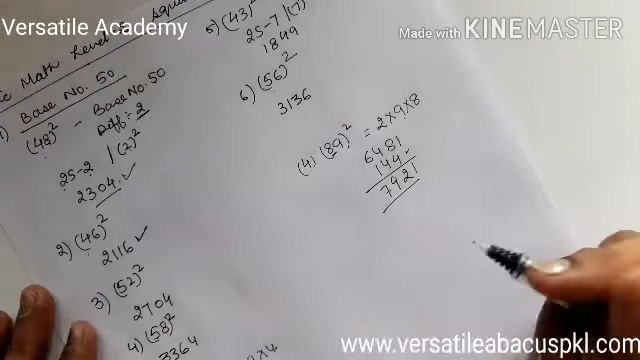 Versatile Academy
Made with KINEMASTER
Math Level
1) Base No. 50
(48)² - Base No. 50
Diff:- 2
25-2 | (2)²
2304
2) (46)²
2116 ✓
3) (52)²
2704
4) (58)²
3364
5) (43)²
25-7 | (7)²
1849
6) (56)²
3136
(4) (89)² = 2×9×8
6481
144
7921
×4
www.versatileabacuspkl.com